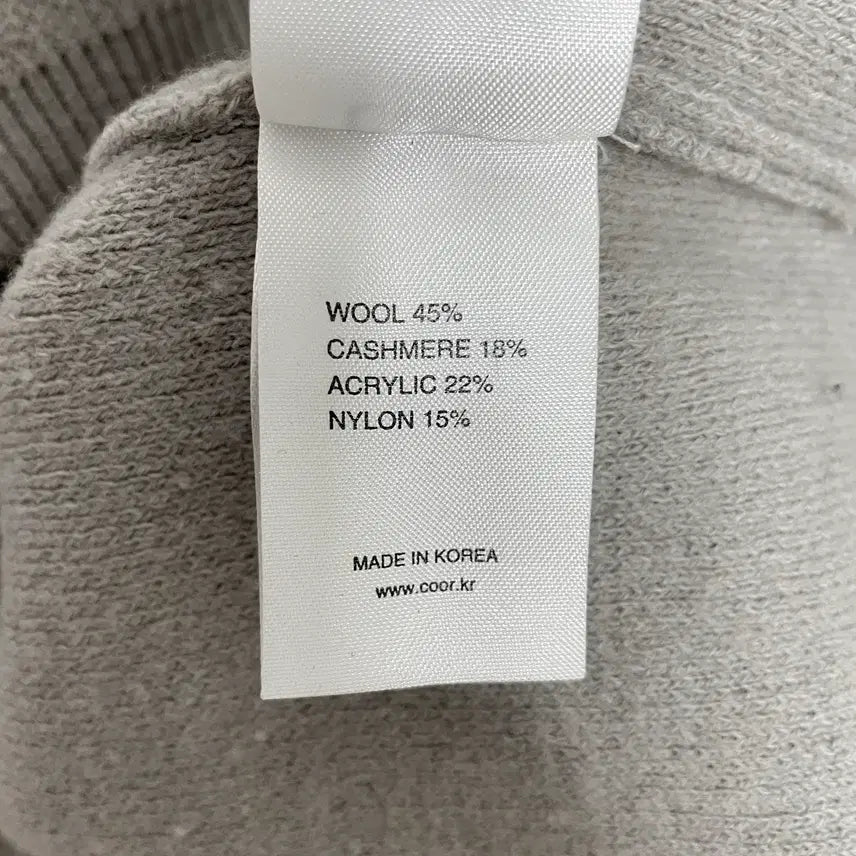 WOOL 45%
CASHMERE 18%
ACRYLIC 22%
NYLON 15%
MADE IN KOREA
www.coor.kr